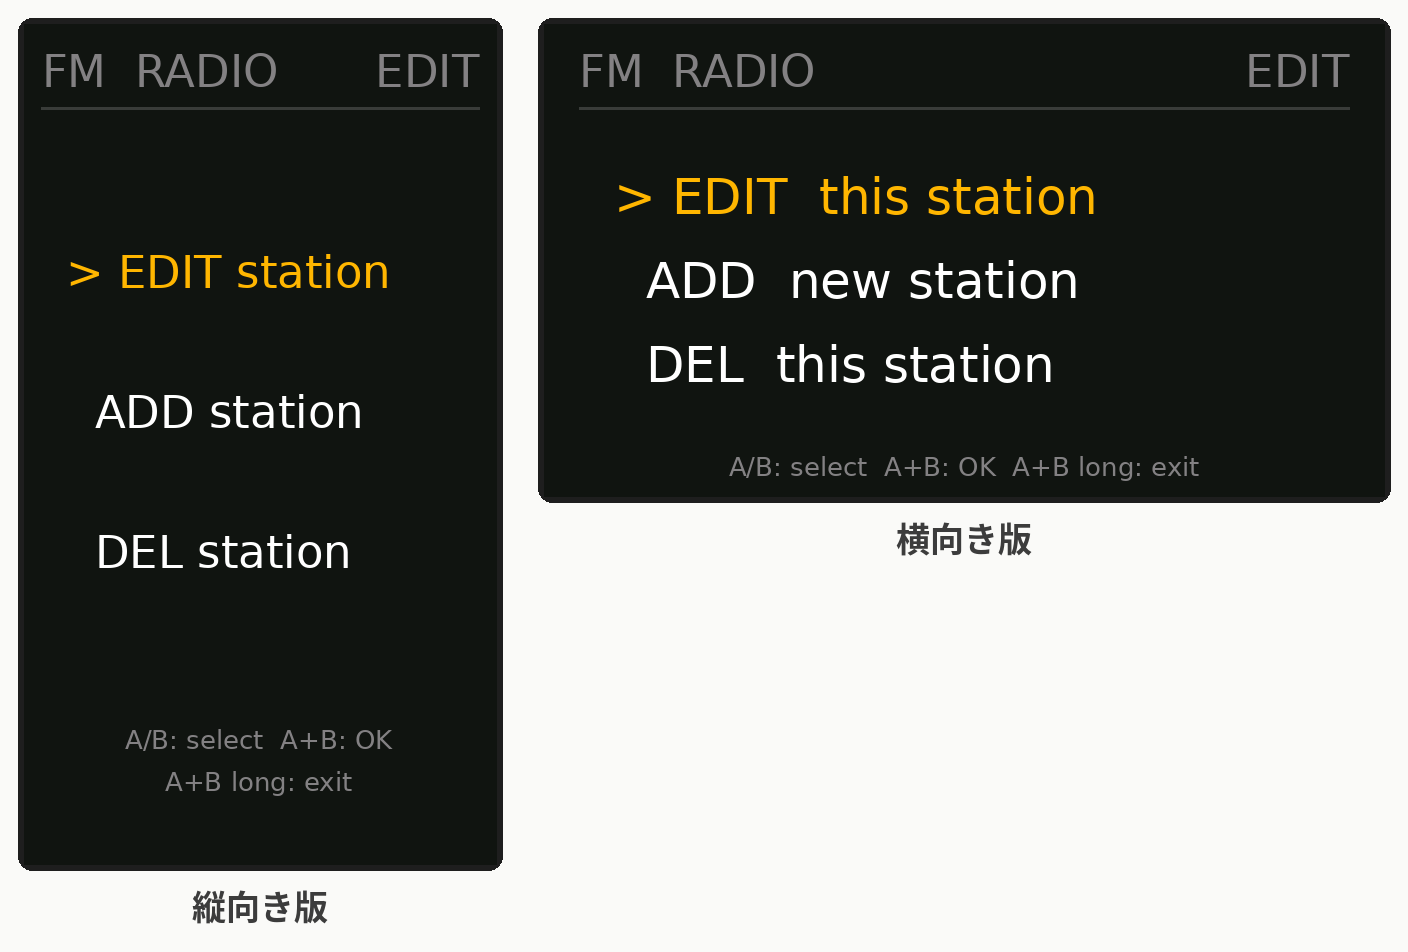 FM  RADIO  EDIT
> EDIT station
ADD station
DEL station
A/B: select  A+B: OK
A+B long: exit
縦向き版
FM  RADIO  EDIT
> EDIT  this station
ADD  new station
DEL  this station
A/B: select  A+B: OK  A+B long: exit
横向き版